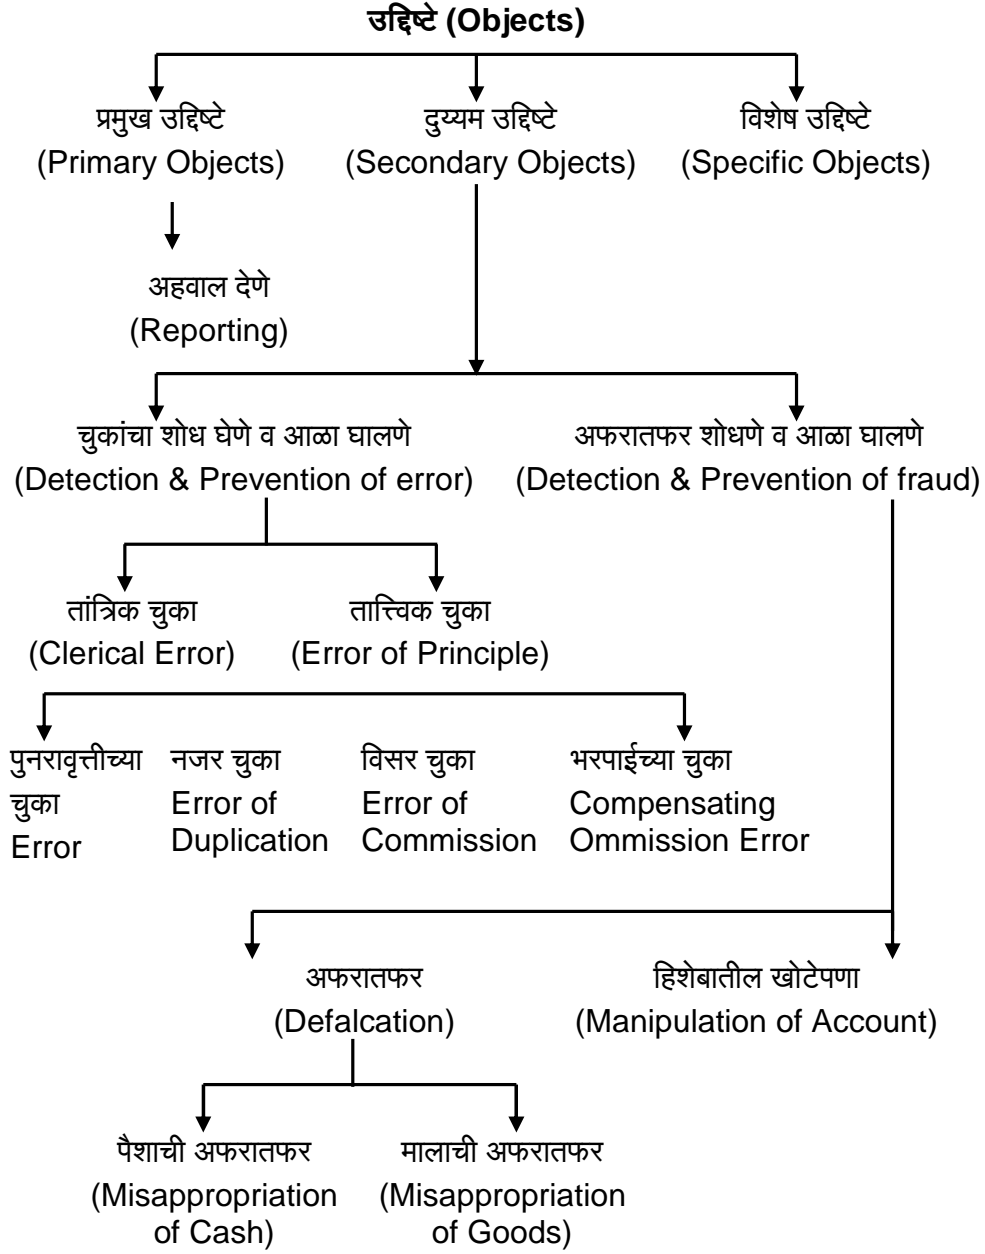 उद्दिष्टे (Objects)
प्रमुख उद्दिष्टे
(Primary Objects)
दुय्यम उद्दिष्टे
(Secondary Objects)
विशेष उद्दिष्टे
(Specific Objects)
अहवाल देणे
(Reporting)
चुकांचा शोध घेणे व आळा घालणे
(Detection & Prevention of error)
अफरातफर शोधणे व आळा घालणे
(Detection & Prevention of fraud)
तांत्रिक चुका
(Clerical Error)
तात्त्विक चुका
(Error of Principle)
पुनरावृत्तीच्या
चुका
Error
नजर चुका
Error of
Duplication
विसर चुका
Error of
Commission
भरपाईच्या चुका
Compensating
Ommission Error
अफरातफर
(Defalcation)
हिशेबातील खोटेपणा
(Manipulation of Account)
पैशाची अफरातफर
(Misappropriation
of Cash)
मालाची अफरातफर
(Misappropriation
of Goods)